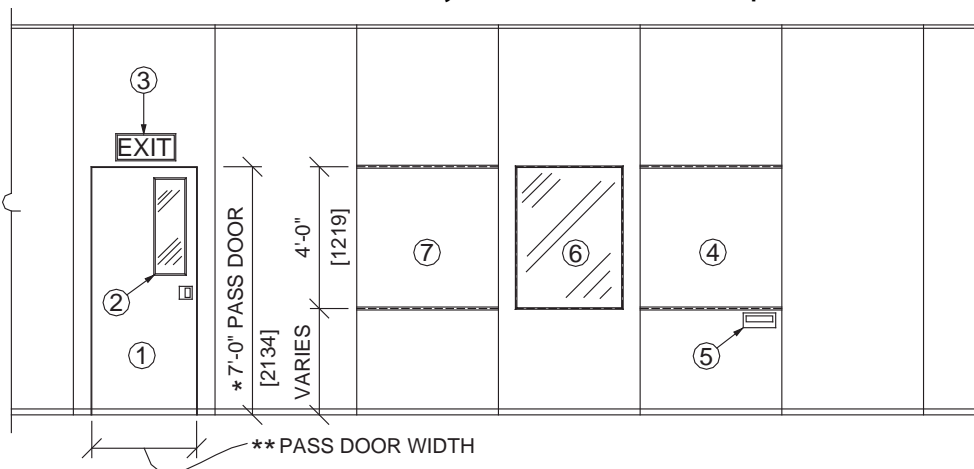 3
EXIT
* 7'-0" PASS DOOR
[2134]
4'-0"
[1219]
VARIES
7
6
4
2
1
5
** PASS DOOR WIDTH